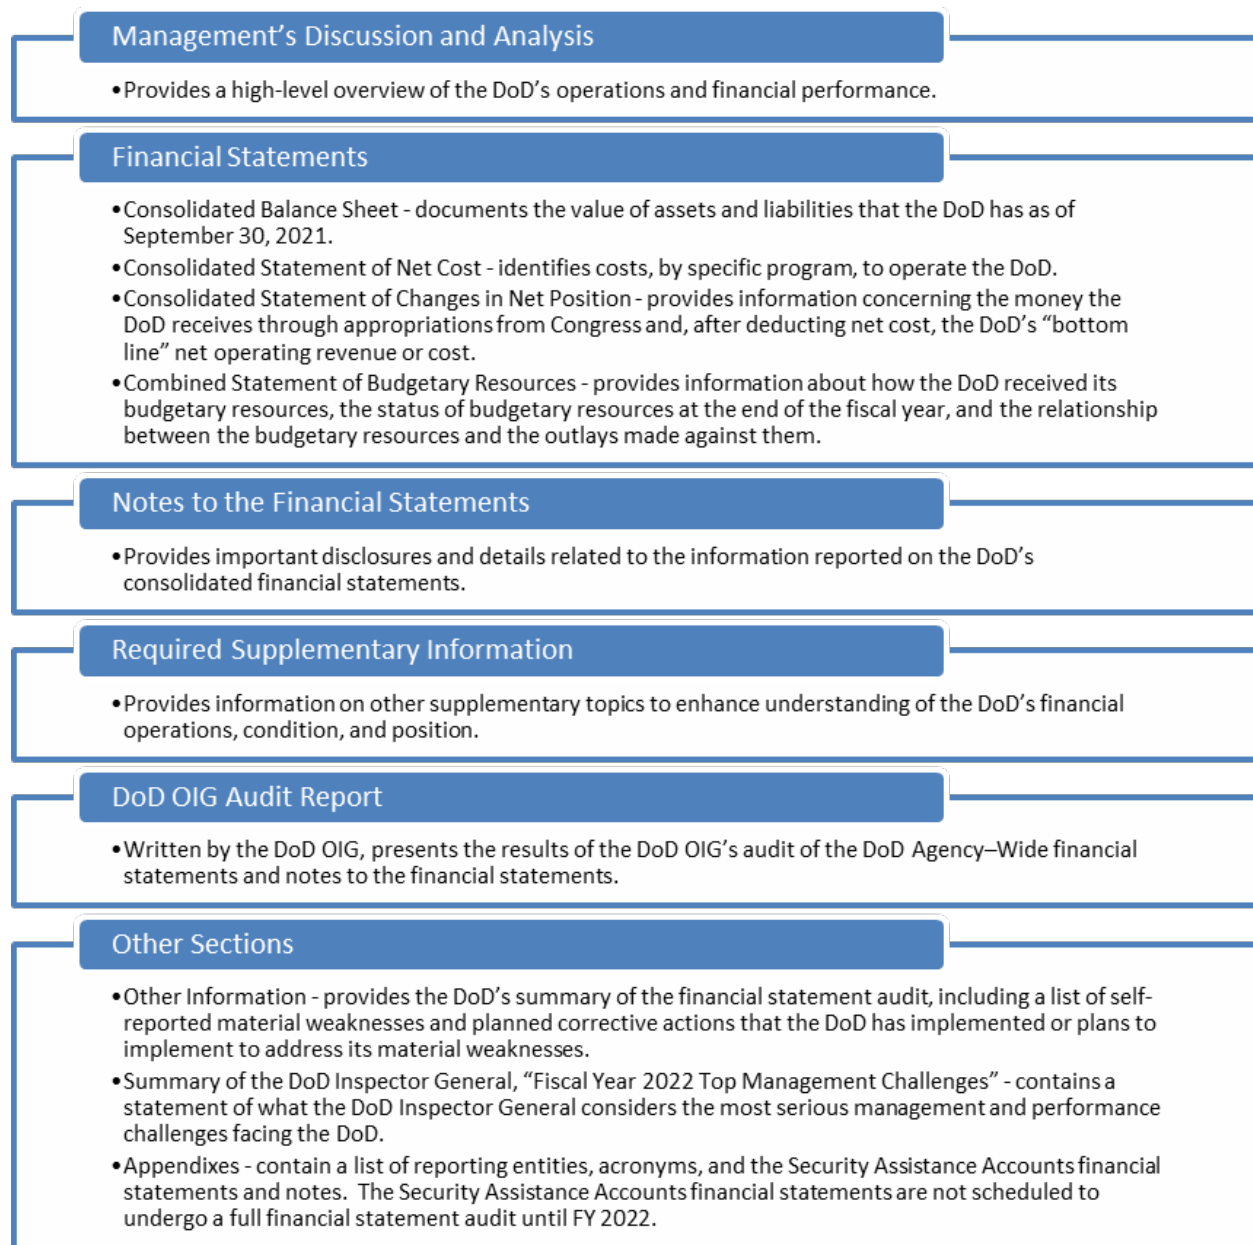 Management’s Discussion and Analysis
•Provides a high-level overview of the DoD’s operations and financial performance.
Financial Statements
•Consolidated Balance Sheet - documents the value of assets and liabilities that the DoD has as of
September 30, 2021.
•Consolidated Statement of Net Cost - identifies costs, by specific program, to operate the DoD.
•Consolidated Statement of Changes in Net Position - provides information concerning the money the
DoD receives through appropriations from Congress and, after deducting net cost, the DoD’s “bottom
line” net operating revenue or cost.
•Combined Statement of Budgetary Resources - provides information about how the DoD received its
budgetary resources, the status of budgetary resources at the end of the fiscal year, and the relationship
between the budgetary resources and the outlays made against them.
Notes to the Financial Statements
•Provides important disclosures and details related to the information reported on the DoD’s
consolidated financial statements.
Required Supplementary Information
•Provides information on other supplementary topics to enhance understanding of the DoD’s financial
operations, condition, and position.
DoD OIG Audit Report
•Written by the DoD OIG, presents the results of the DoD OIG’s audit of the DoD Agency–Wide financial
statements and notes to the financial statements.
Other Sections
•Other Information - provides the DoD’s summary of the financial statement audit, including a list of self-
reported material weaknesses and planned corrective actions that the DoD has implemented or plans to
implement to address its material weaknesses.
•Summary of the DoD Inspector General, “Fiscal Year 2022 Top Management Challenges” - contains a
statement of what the DoD Inspector General considers the most serious management and performance
challenges facing the DoD.
•Appendixes - contain a list of reporting entities, acronyms, and the Security Assistance Accounts financial
statements and notes.  The Security Assistance Accounts financial statements are not scheduled to
undergo a full financial statement audit until FY 2022.